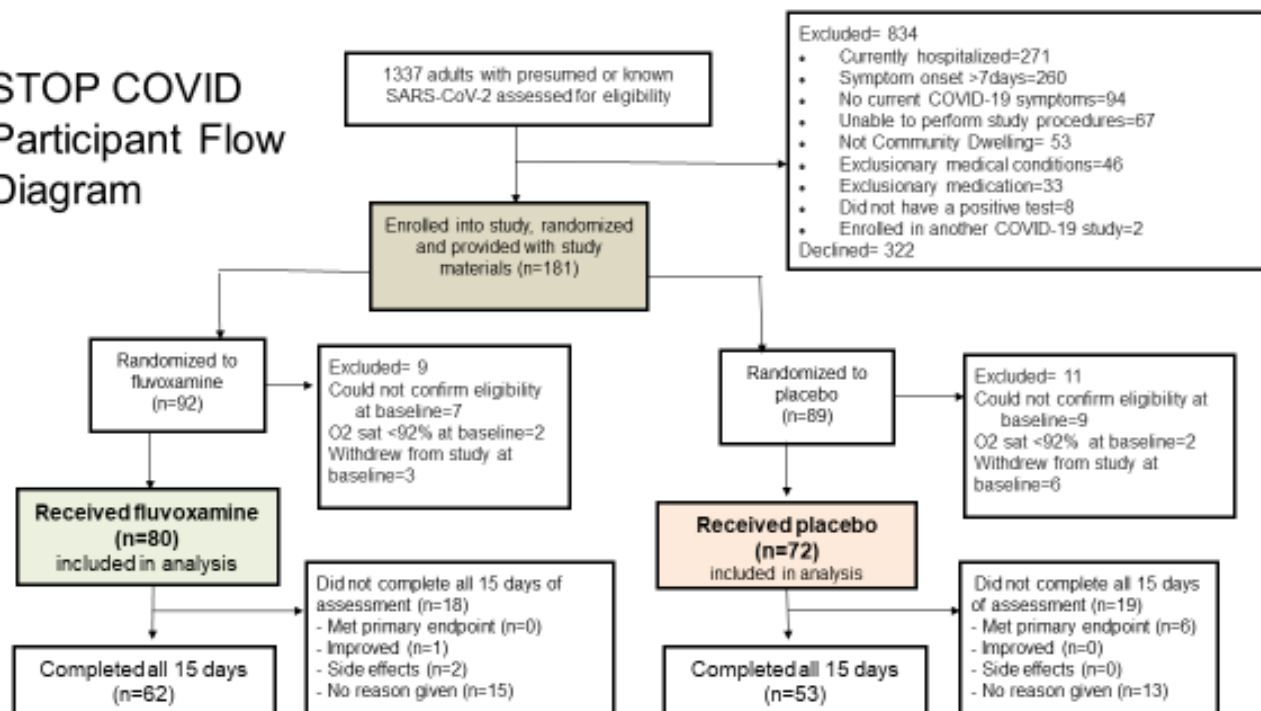 STOP COVID
Participant Flow
Diagram
1337 adults with presumed or known
SARS-CoV-2 assessed for eligibility
Excluded= 834
• Currently hospitalized=271
• Symptom onset >7days=260
• No current COVID-19 symptoms=94
• Unable to perform study procedures=67
• Not Community Dwelling= 53
• Exclusionary medical conditions=46
• Exclusionary medication=33
• Did not have a positive test=8
• Enrolled in another COVID-19 study=2
Declined= 322
Enrolled into study, randomized
and provided with study
materials (n=181)
Randomized to
fluvoxamine
(n=92)
Excluded= 9
Could not confirm eligibility
at baseline=7
O2 sat <92% at baseline=2
Withdrew from study at
baseline=3
Randomized to
placebo
(n=89)
Excluded= 11
Could not confirm eligibility at
baseline=9
O2 sat <92% at baseline=2
Withdrew from study at
baseline=6
Received fluvoxamine
(n=80)
included in analysis
Received placebo
(n=72)
included in analysis
Did not complete all 15 days of
assessment (n=18)
- Met primary endpoint (n=0)
- Improved (n=1)
- Side effects (n=2)
- No reason given (n=15)
Did not complete all 15 days
of assessment (n=19)
- Met primary endpoint (n=6)
- Improved (n=0)
- Side effects (n=0)
- No reason given (n=13)
Completed all 15 days
(n=62)
Completed all 15 days
(n=53)